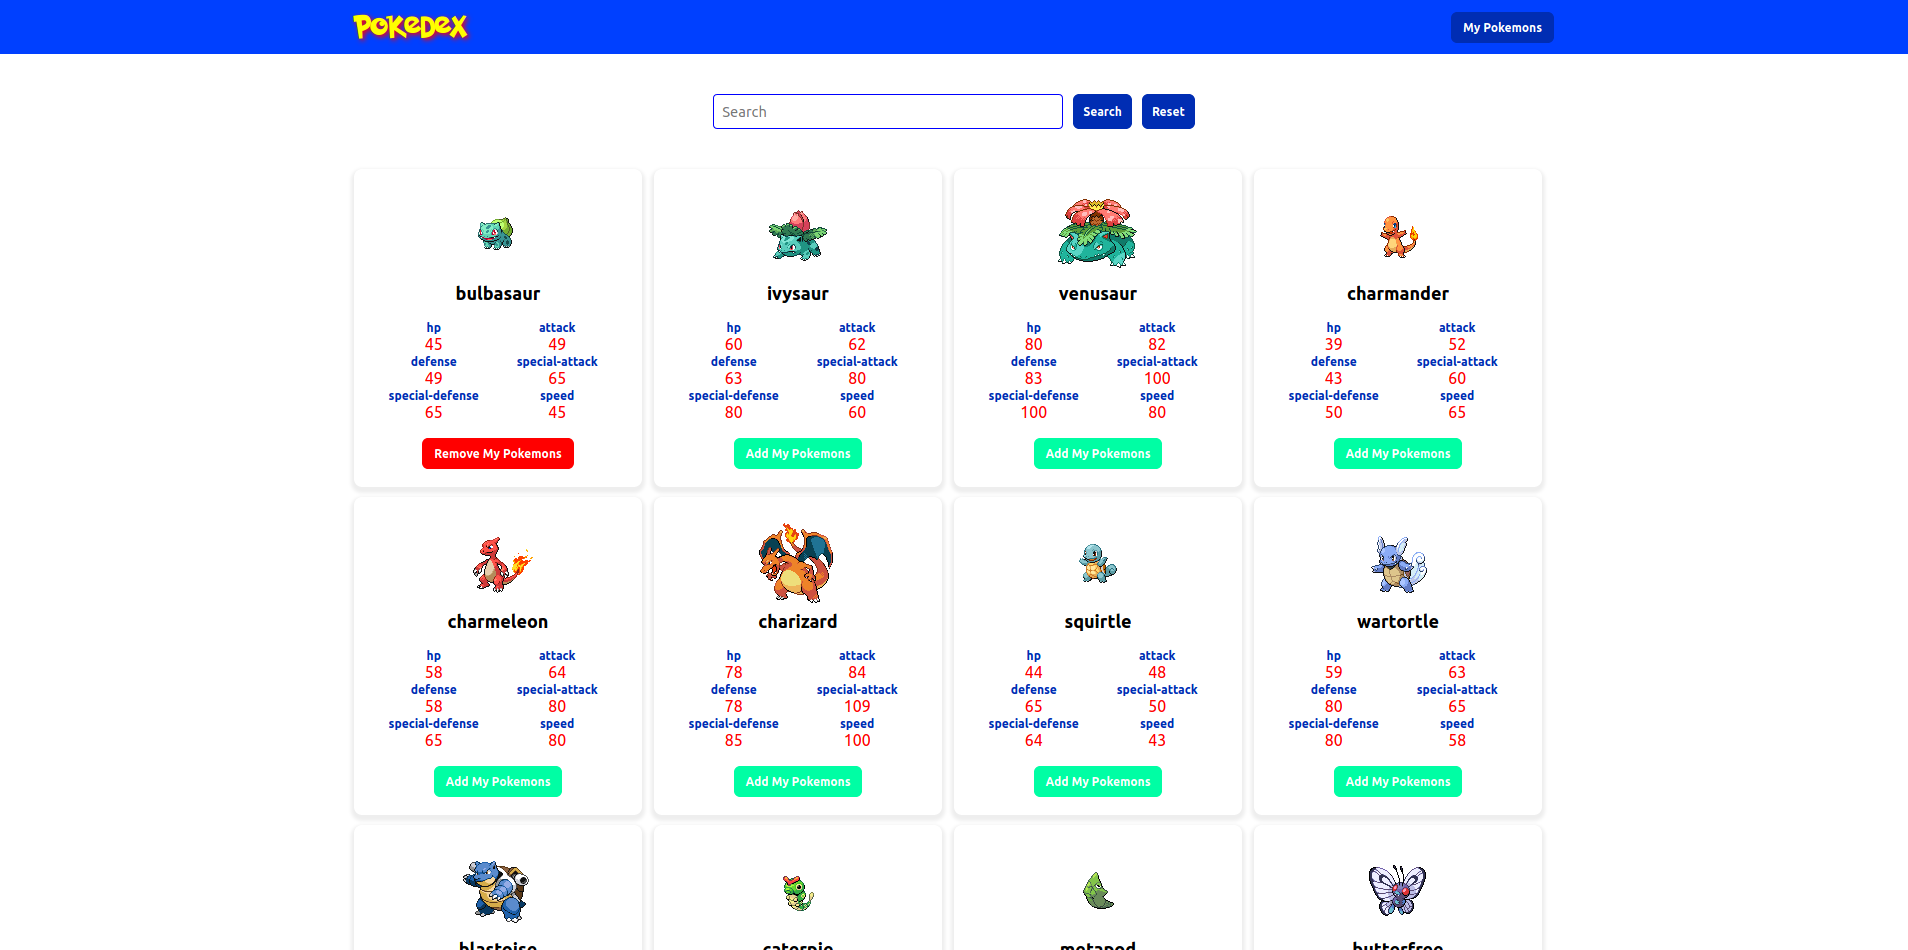 POKEDEX
My Pokemons
Search
Search
Reset
bulbasaur
ivysaur
venusaur
charmander
hp attack hp attack hp attack hp attack
45 49 60 62 80 82 39 52
defense special-attack defense special-attack defense special-attack defense special-attack
49 65 63 80 83 100 43 60
special-defense speed special-defense speed special-defense speed special-defense speed
65 45 80 60 100 80 50 65
Remove My Pokemons
Add My Pokemons
Add My Pokemons
Add My Pokemons
charmeleon
charizard
squirtle
wartortle
hp attack hp attack hp attack hp attack
58 64 78 84 44 48 59 63
defense special-attack defense special-attack defense special-attack defense special-attack
58 80 78 109 65 50 80 65
special-defense speed special-defense speed special-defense speed special-defense speed
65 80 85 100 64 43 80 58
Add My Pokemons
Add My Pokemons
Add My Pokemons
Add My Pokemons
blastoise
caterpie
metapod
butterfree